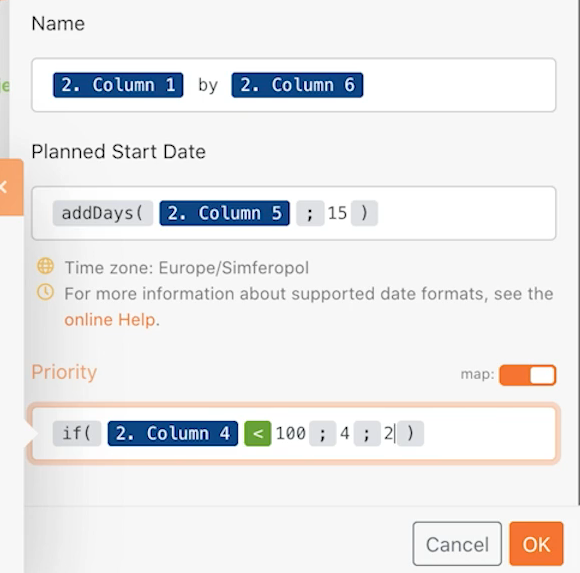 Name
je
2. Column 1 by 2. Column 6
Planned Start Date
addDays( 2. Column 5 ; 15 )
Time zone: Europe/Simferopol
For more information about supported date formats, see the
online Help.
Priority
map:
if( 2. Column 4 < 100 ; 4 ; 2 )
Cancel
OK